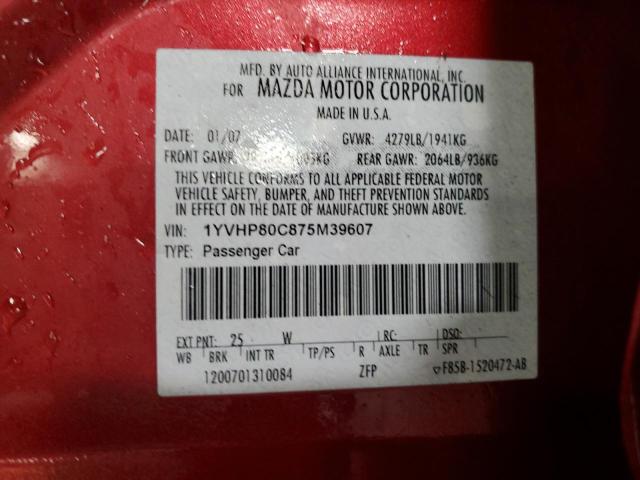 MFD. BY AUTO ALLIANCE INTERNATIONAL, INC.
FOR MAZDA MOTOR CORPORATION
MADE IN U.S.A.
DATE: 01/07 GVWR: 4279LB/1941KG
FRONT GAWR: REAR GAWR: 2064LB/936KG
THIS VEHICLE CONFORMS TO ALL APPLICABLE FEDERAL MOTOR
VEHICLE SAFETY, BUMPER, AND THEFT PREVENTION STANDARDS
IN EFFECT ON THE DATE OF MANUFACTURE SHOWN ABOVE.
VIN: 1YVHP80C875M39607
TYPE: Passenger Car
EXT PNT: 25 W RC: DSO:
WB BRK INT TR TP/PS R AXLE TR SPR
1200701310084 ZFP F85B-1520472-AB